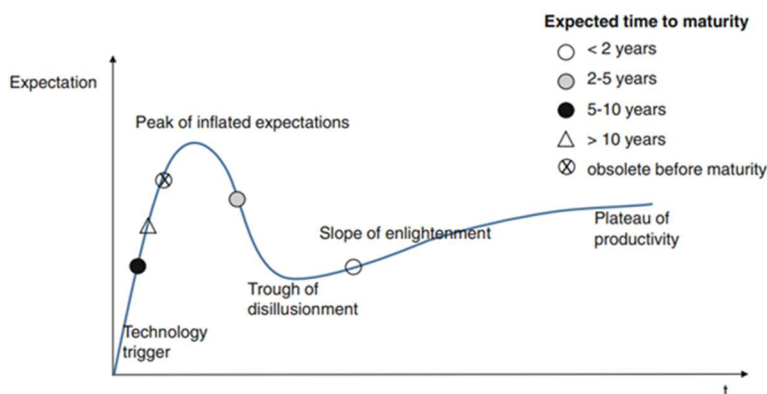 Expected time to maturity
< 2 years
2-5 years
5-10 years
> 10 years
obsolete before maturity
Expectation
Peak of inflated expectations
Slope of enlightenment
Plateau of
productivity
Trough of
disillusionment
Technology
trigger
t